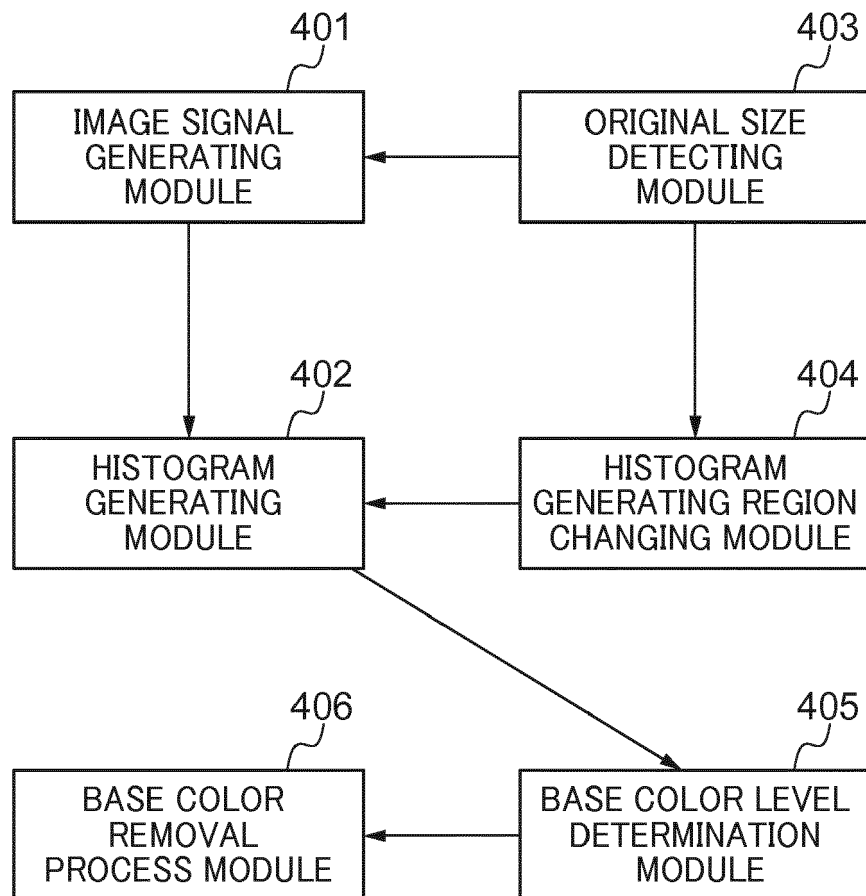 401
IMAGE SIGNAL
GENERATING
MODULE
403
ORIGINAL SIZE
DETECTING
MODULE
402
HISTOGRAM
GENERATING
MODULE
404
HISTOGRAM
GENERATING REGION
CHANGING MODULE
406
BASE COLOR
REMOVAL
PROCESS MODULE
405
BASE COLOR LEVEL
DETERMINATION
MODULE